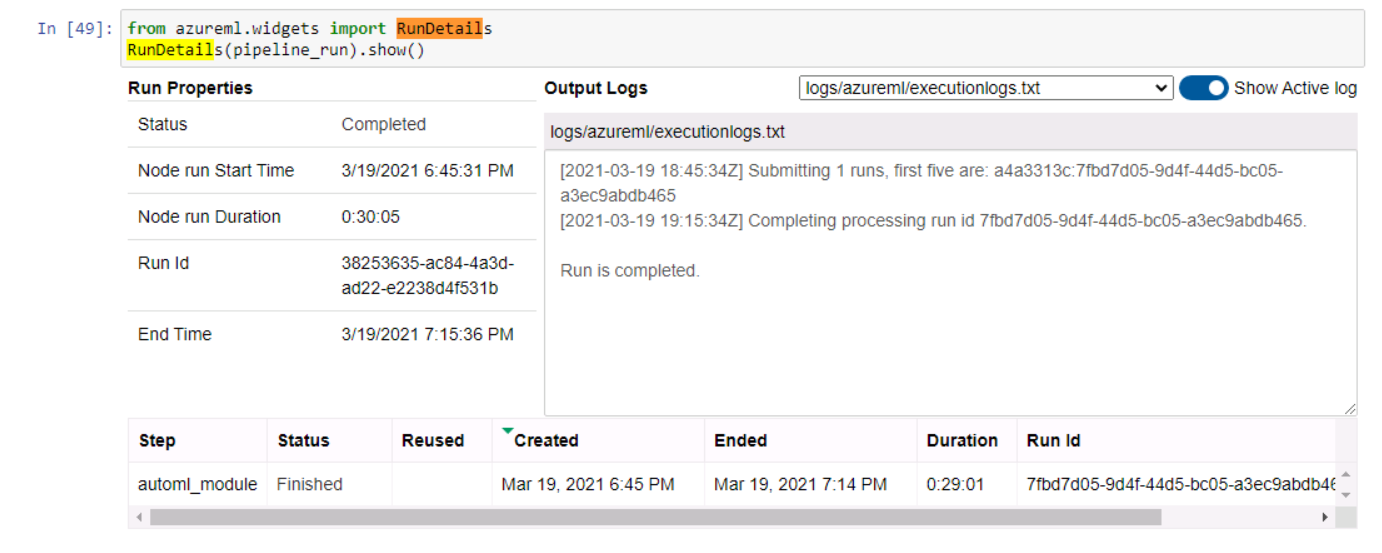 In [49]: from azureml.widgets import RunDetails
RunDetails(pipeline_run).show()
Run Properties
Status Completed
Node run Start Time 3/19/2021 6:45:31 PM
Node run Duration 0:30:05
Run Id 38253635-ac84-4a3d-
ad22-e2238d4f531b
End Time 3/19/2021 7:15:36 PM
Output Logs logs/azureml/executionlogs.txt Show Active log
logs/azureml/executionlogs.txt
[2021-03-19 18:45:34Z] Submitting 1 runs, first five are: a4a3313c:7fbd7d05-9d4f-44d5-bc05-
a3ec9abdb465
[2021-03-19 19:15:34Z] Completing processing run id 7fbd7d05-9d4f-44d5-bc05-a3ec9abdb465.
Run is completed.
Step Status Reused Created Ended Duration Run Id
automl_module Finished Mar 19, 2021 6:45 PM Mar 19, 2021 7:14 PM 0:29:01 7fbd7d05-9d4f-44d5-bc05-a3ec9abdb46